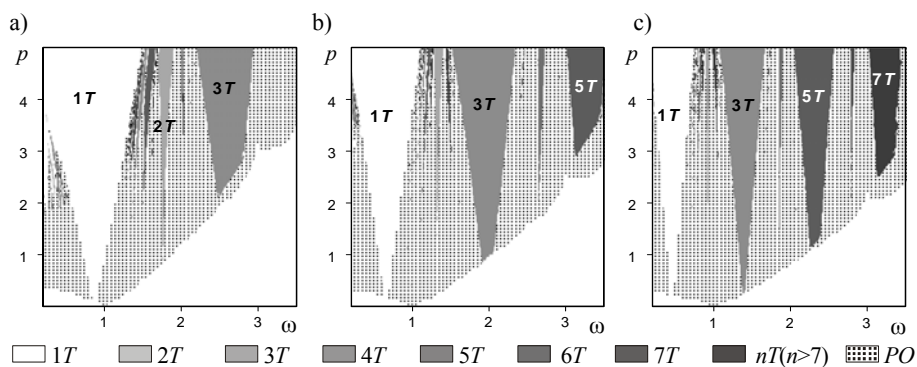 a) b) c)
p p p
4 4 4
3 3 3
2 2 2
1 1 1
1T 2T 3T
1T 3T 5T
1T 3T 5T 7T
1 2 3 ω 1 2 3 ω 1 2 3 ω
1T 2T 3T 4T 5T 6T 7T nT(n>7) PO